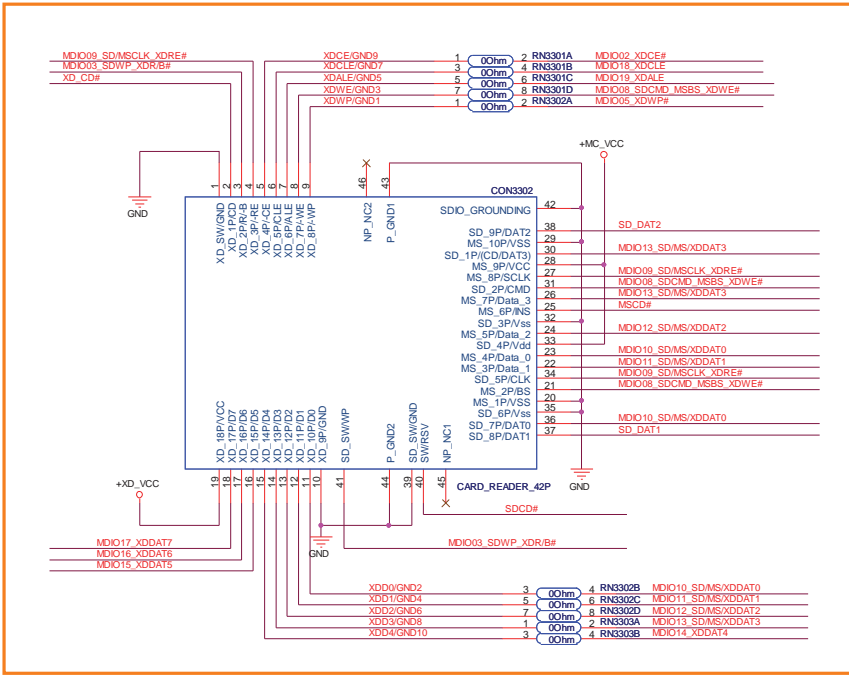 MDIO09_SD/MSCLK_XDRE#
MDIO03_SDWP_XDR/B#
XD_CD#
XDCE/GND9 1 0Ohm 2 RN3301A MDIO02_XDCE#
XDCLE/GND7 3 0Ohm 4 RN3301B MDIO18_XDCLE
XDALE/GND5 5 0Ohm 6 RN3301C MDIO19_XALE
XDWE/GND3 7 0Ohm 8 RN3301D MDIO08_SDCMD_MSBS_XDWE#
XDWP/GND1 1 0Ohm 2 RN3302A MDIO05_XWP#
+MC_VCC
GND
1 2 3 4 5 6 7 8 9 46 43
XD_SW/GND
XD_1P/CD
XD_2P/R/-B
XD_3P/-RE
XD_4P/-CE
XD_5P/CLE
XD_6P/ALE
XD_7P/-WE
XD_8P/-WP
NP_NC2
P_GND1
CON3302
SDIO_GROUNDING 42
SD_9P/DAT2 38 SD_DAT2
MS_10P/VSS 29
SD_1P/(CD/DAT3) 30 MDIO13_SD/MS/XDDAT3
MS_9P/VCC 28
MS_8P/SCLK 27 MDIO09_SD/MSCLK_XDRE#
SD_2P/CMD 31 MDIO08_SDCMD_MSBS_XDWE#
MS_7P/Data_3 26 MDIO13_SD/MS/XDDAT3
MS_6P/INS 25 MSCD#
SD_3P/Vss 32
MS_5P/Data_2 24 MDIO12_SD/MS/XDDAT2
SD_4P/Vdd 33
MS_4P/Data_0 23 MDIO10_SD/MS/XDDAT0
MS_3P/Data_1 22 MDIO11_SD/MS/XDDAT1
SD_5P/CLK 34 MDIO09_SD/MSCLK_XDRE#
MS_2P/BS 21 MDIO08_SDCMD_MSBS_XDWE#
MS_1P/VSS 20
SD_6P/Vss 35
SD_7P/DAT0 36 MDIO10_SD/MS/XDDAT0
SD_8P/DAT1 37 SD_DAT1
XD_18P/VCC
XD_17P/D7
XD_16P/D6
XD_15P/D5
XD_14P/D4
XD_13P/D3
XD_12P/D2
XD_11P/D1
XD_10P/D0
XD_9P/GND
SD_SW/WP
P_GND2
SD_SW/GND
SW/RSV
NP_NC1
19 18 17 16 15 14 13 12 11 10 41 44 39 40 45
CARD_READER_42P
GND
+XD_VCC
SDCD#
GND
MDIO03_SDWP_XDR/B#
MDIO17_XDDAT7
MDIO16_XDDAT6
MDIO15_XDDAT5
XDD0/GND2 3 0Ohm 4 RN3302B MDIO10_SD/MS/XDDAT0
XDD1/GND4 5 0Ohm 6 RN3302C MDIO11_SD/MS/XDDAT1
XDD2/GND6 7 0Ohm 8 RN3302D MDIO12_SD/MS/XDDAT2
XDD3/GND8 1 0Ohm 2 RN3303A MDIO13_SD/MS/XDDAT3
XDD4/GND10 3 0Ohm 4 RN3303B MDIO14_XDDAT4